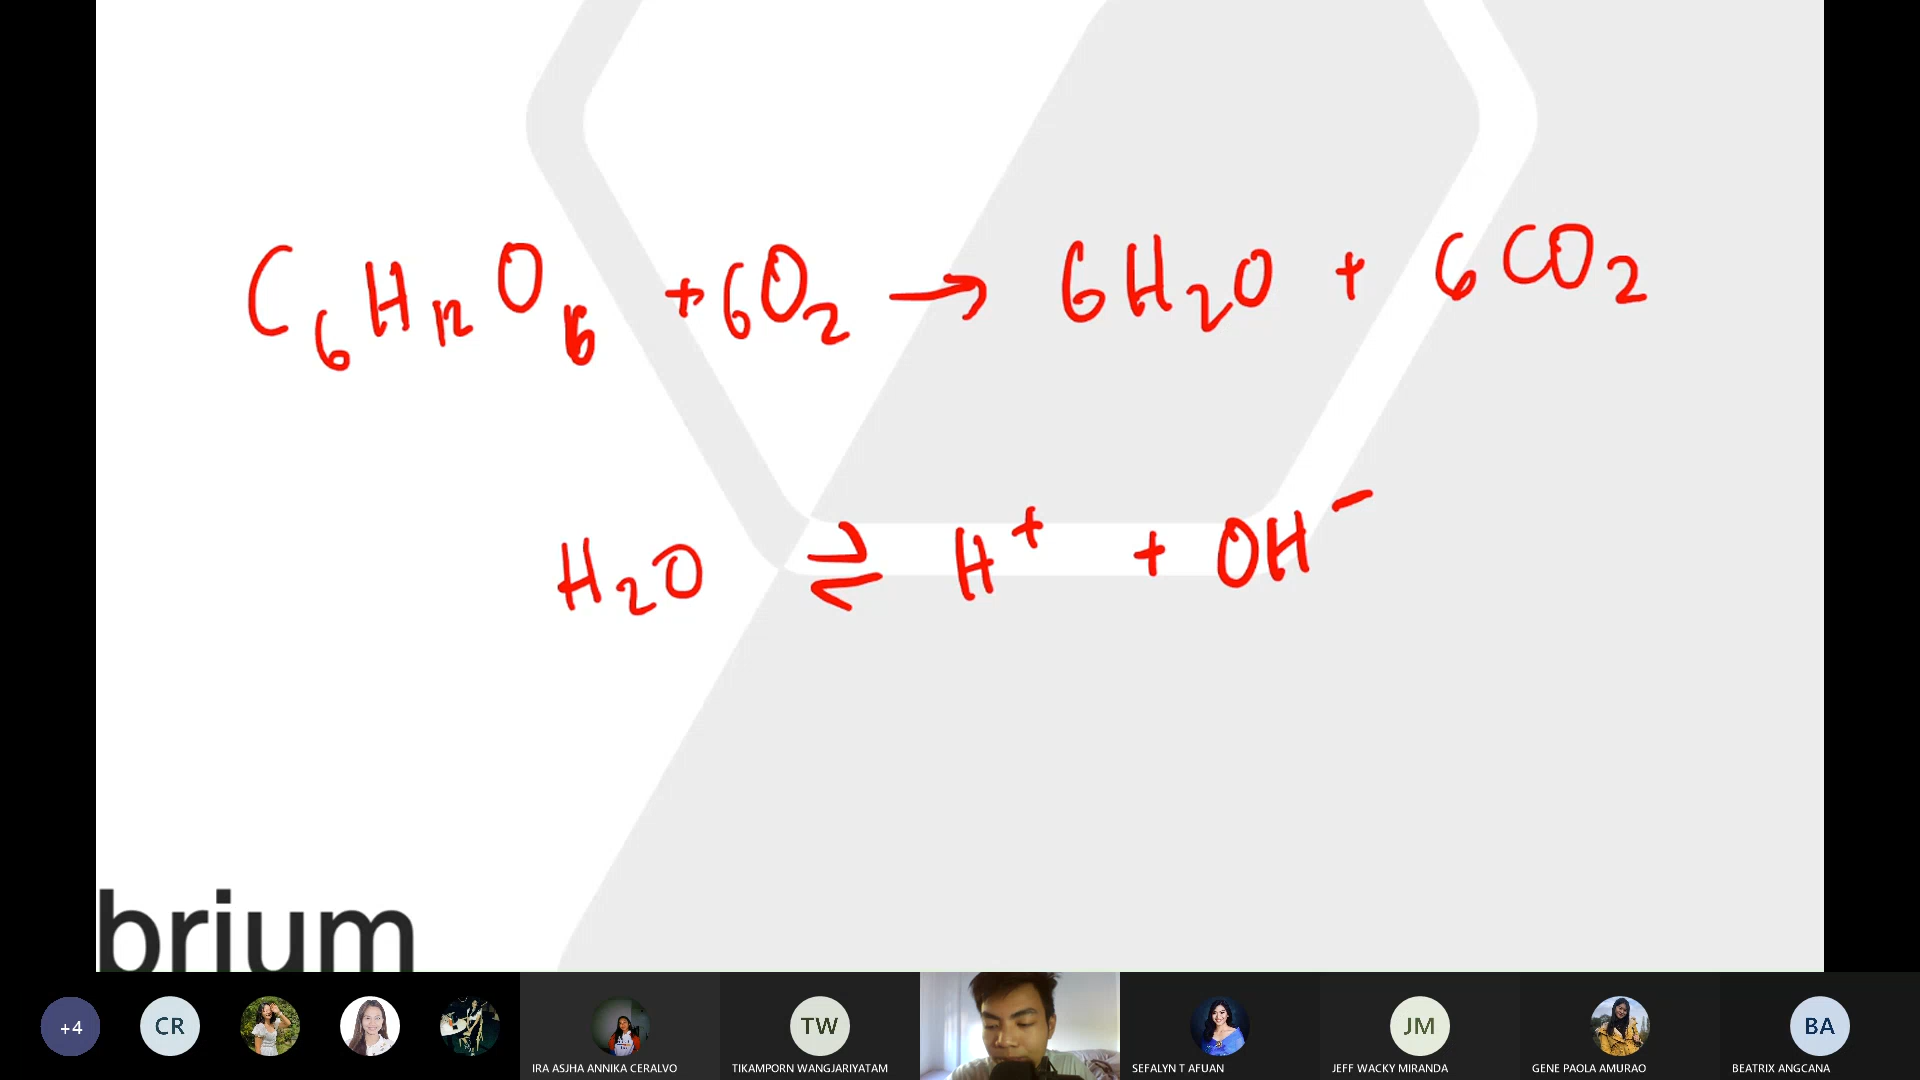 C₆H₁₂O₆ + 6O₂ → 6H₂O + 6CO₂
H₂O ⇌ H⁺ + OH⁻
brium
+4
CR
TW
JM
BA
IRA ASJHA ANNIKA CERALVO
TIKAMPORN WANGJARIYATAM
SEFALYN T AFUAN
JEFF WACKY MIRANDA
GENE PAOLA AMURAO
BEATRIX ANGCANA